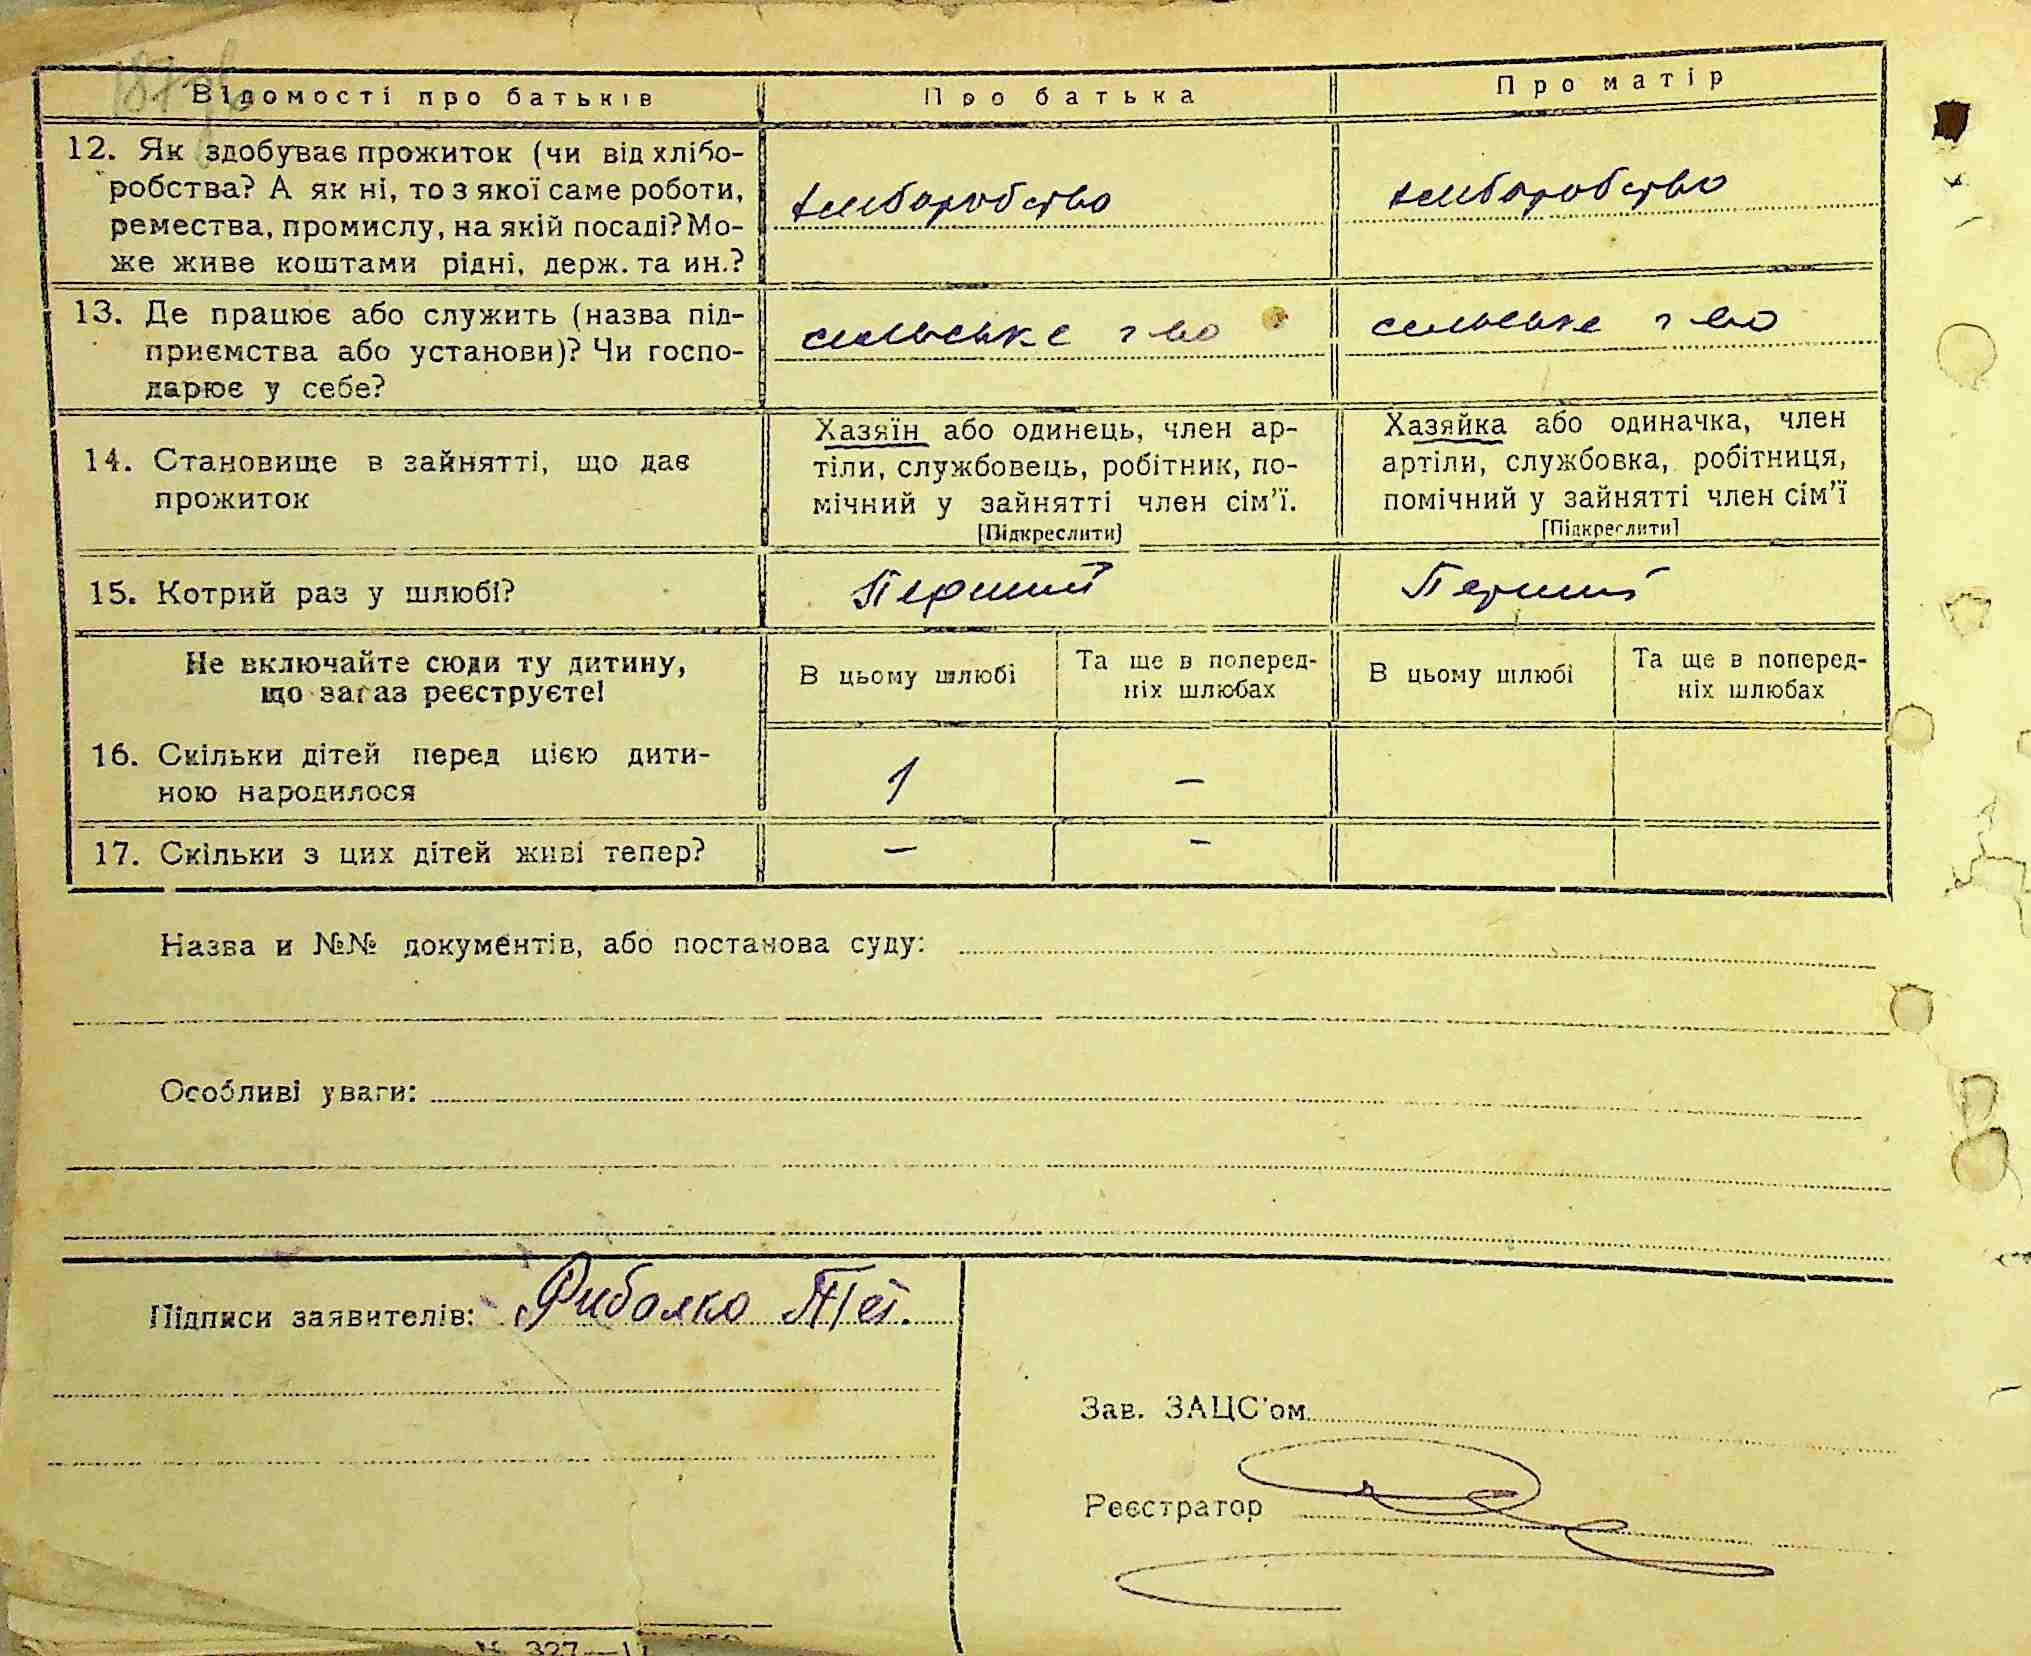 Відомості про батьків Про батька Про матір
12. Як здобуває прожиток (чи від хлібо-
робства? А як ні, то з якої саме роботи,
ремества, промислу, на якій посаді? Мо-
же живе коштами рідні, держ. та ин.?
хліборобство хліборобство
13. Де працює або служить (назва під-
приємства або установи)? Чи госпо-
дарює у себе?
сільське г-во сільське г-во
14. Становище в зайнятті, що дає
прожиток
Хазяїн або одинець, член ар-
тіли, службовець, робітник, по-
мічний у зайнятті член сім'ї.
[Підкреслити]
Хазяйка або одиначка, член
артіли, службовка, робітниця,
помічний у зайнятті член сім'ї
[Підкреслити]
15. Котрий раз у шлюбі? Перший Перший
Не включайте сюди ту дитину,
що зараз реєструєте!
В цьому шлюбі
Та ще в поперед-
ніх шлюбах
В цьому шлюбі
Та ще в поперед-
ніх шлюбах
16. Скільки дітей перед цією дити-
ною народилося
1 –
17. Скільки з цих дітей живі тепер? – –
Назва и №№ документів, або постанова суду:
Особливі уваги:
Підписи заявителів: Рибалко
Зав. ЗАЦС'ом
Реєстратор
327—